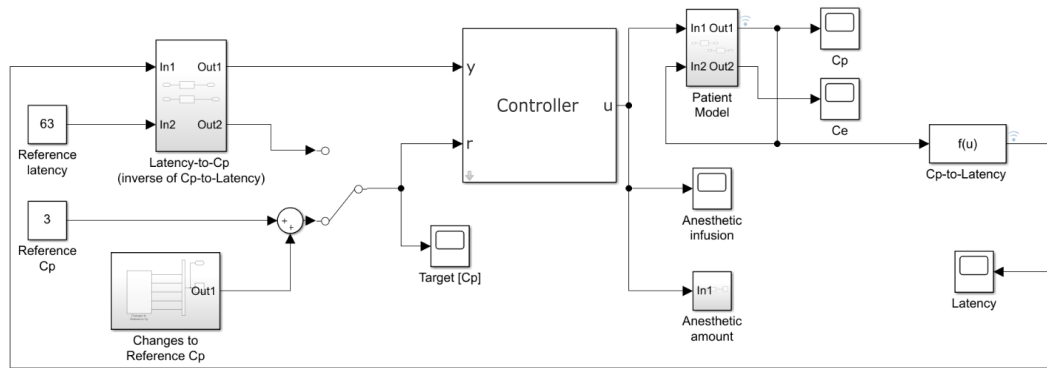 In1
Out1
In2
Out2
63
Reference
latency
Latency-to-Cp
(inverse of Cp-to-Latency)
3
Reference
Cp
+
+
Out1
Changes to
Reference Cp
Target [Cp]
y
Controller
u
r
In1 Out1
In2 Out2
Patient
Model
Cp
Ce
f(u)
Cp-to-Latency
Anesthetic
infusion
In1
Anesthetic
amount
Latency